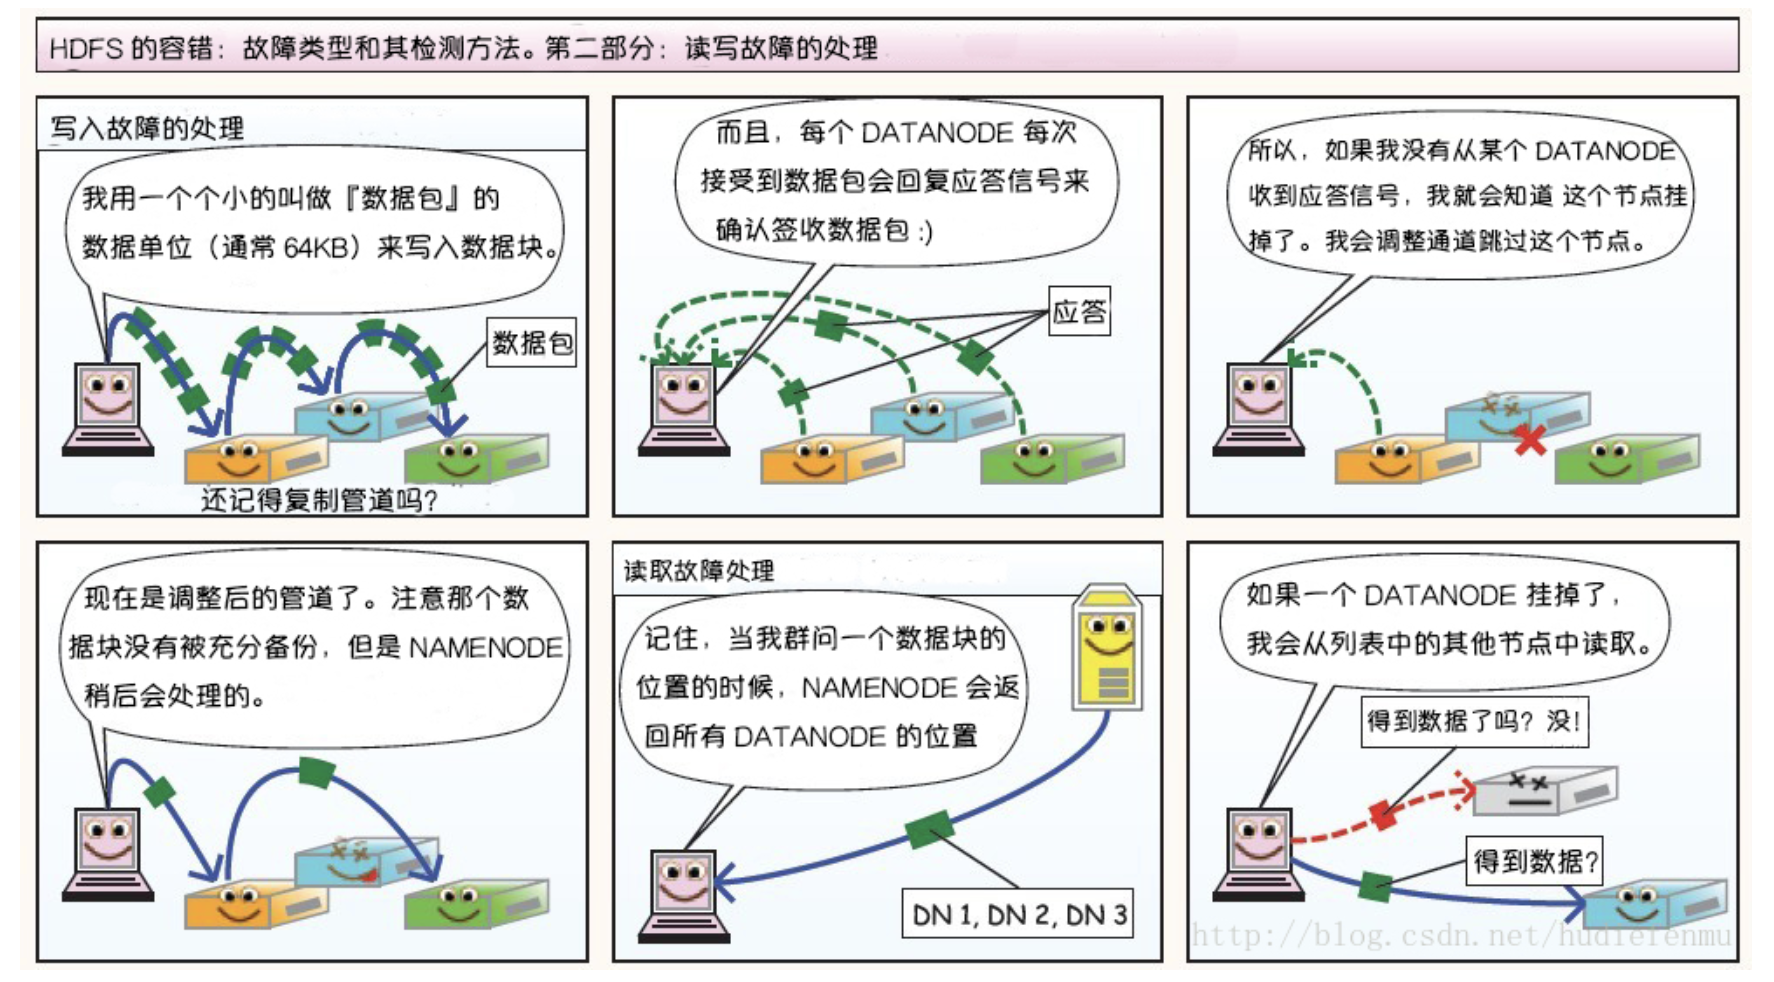 HDFS 的容错：故障类型和其检测方法。第二部分：读写故障的处理
写入故障的处理
我用一个个小的叫做『数据包』的
数据单位（通常 64KB）来写入数据块。
数据包
还记得复制管道吗?
而且，每个 DATANODE 每次
接受到数据包会回复应答信号来
确认签收数据包 :)
应答
所以，如果我没有从某个 DATANODE
收到应答信号，我就会知道 这个节点挂
掉了。我会调整通道跳过这个节点。
现在是调整后的管道了。注意那个数
据块没有被充分备份，但是 NAMENODE
稍后会处理的。
读取故障处理
记住，当我群问一个数据块的
位置的时候，NAMENODE 会返
回所有 DATANODE 的位置
DN 1, DN 2, DN 3
如果一个 DATANODE 挂掉了，
我会从列表中的其他节点中读取。
得到数据了吗? 没!
得到数据?
http://blog.csdn.net/hudiefenmu